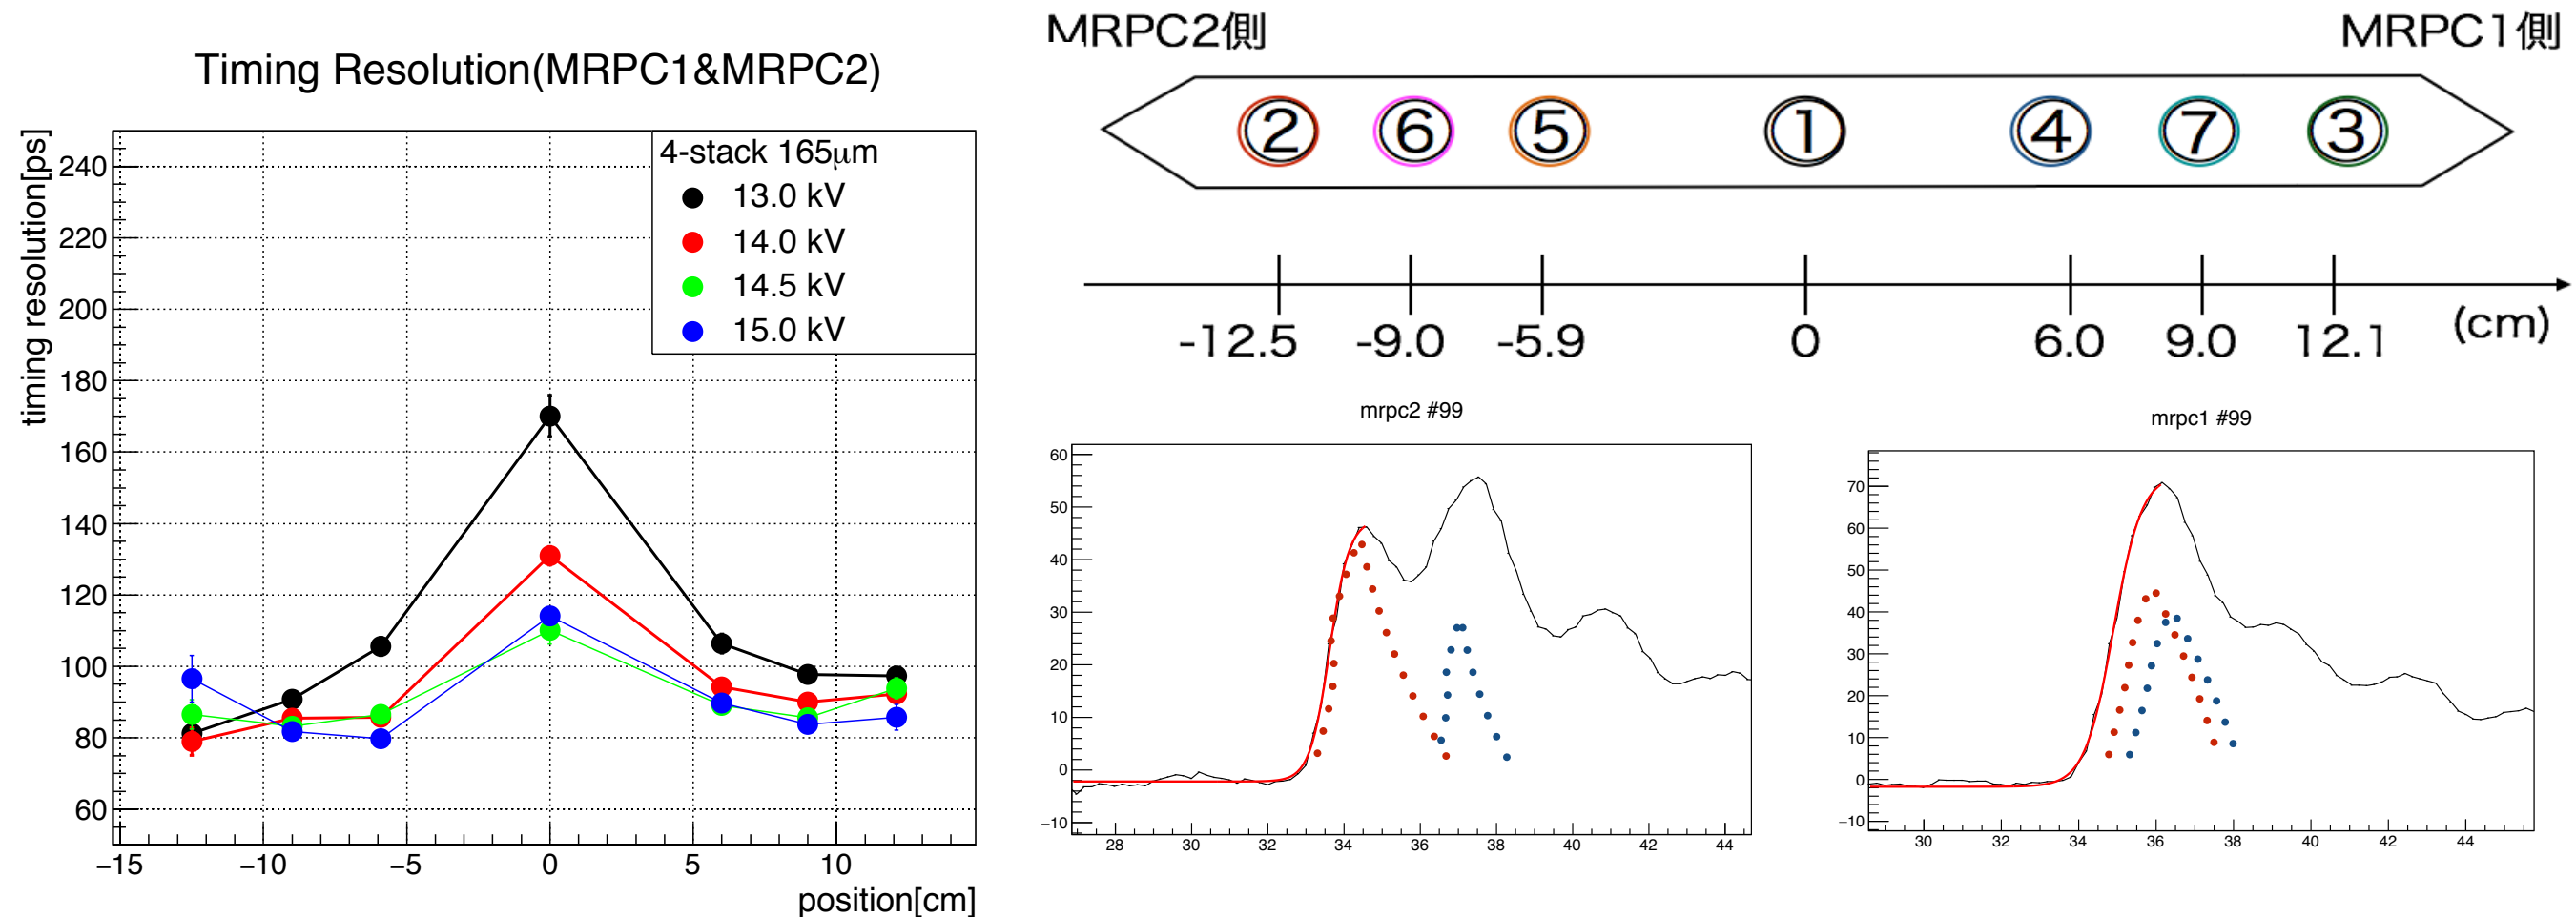 Timing Resolution(MRPC1&MRPC2)
timing resolution[ps]
240
220
200
180
160
140
120
100
80
60
4-stack 165μm
13.0 kV
14.0 kV
14.5 kV
15.0 kV
−15 −10 −5 0 5 10
position[cm]
MRPC2側 MRPC1側
② ⑥ ⑤ ① ④ ⑦ ③
-12.5 -9.0 -5.9 0 6.0 9.0 12.1 (cm)
mrpc2 #99
60
50
40
30
20
10
0
−10
28 30 32 34 36 38 40 42 44
mrpc1 #99
70
60
50
40
30
20
10
0
−10
30 32 34 36 38 40 42 44